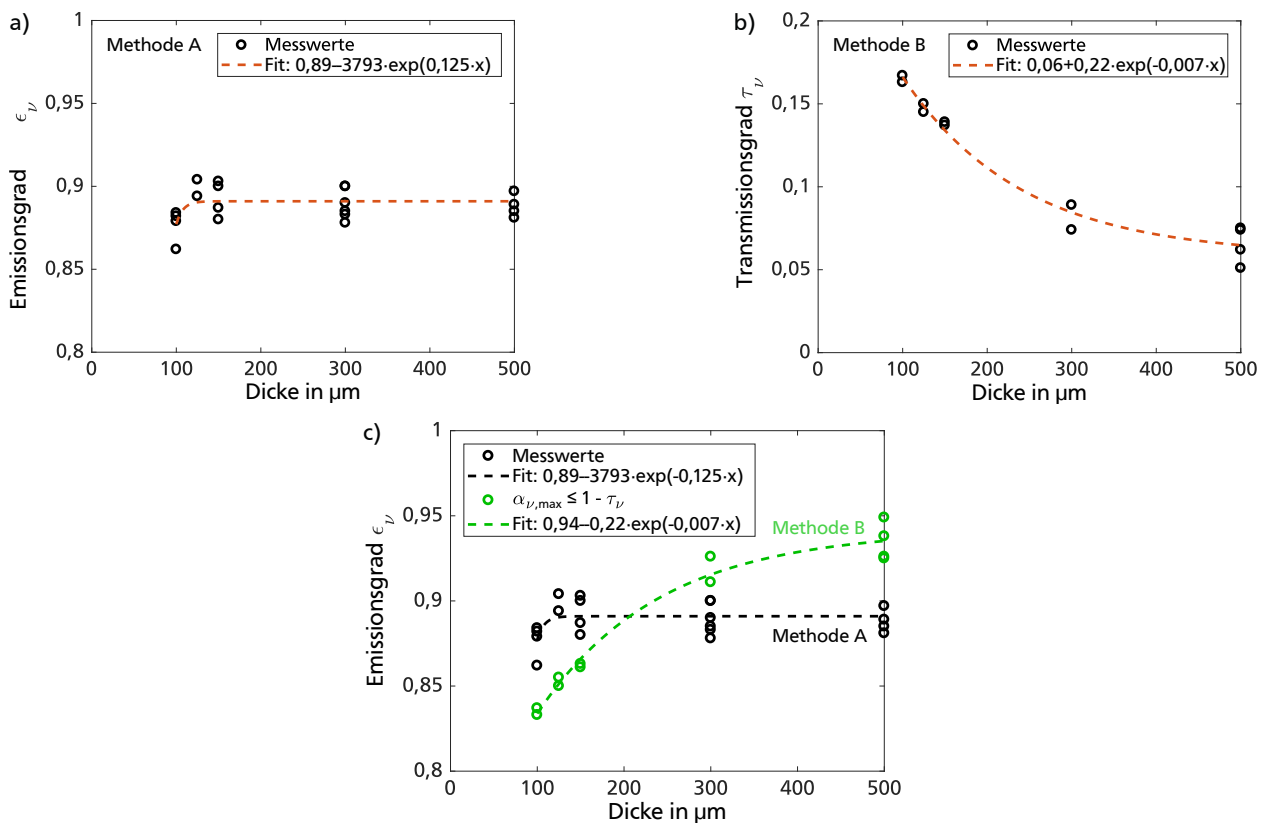 a)
Methode A
Messwerte
Fit: 0,89–3793·exp(0,125·x)
1
0,95
0,9
0,85
0,8
Emissionsgrad ϵν
0
100
200
300
400
500
Dicke in µm
b)
Methode B
Messwerte
Fit: 0,06+0,22·exp(-0,007·x)
0,2
0,15
0,1
0,05
0
Transmissionsgrad τν
0
100
200
300
400
500
Dicke in µm
c)
Messwerte
Fit: 0,89–3793·exp(-0,125·x)
αν,max ≤ 1 - τν
Fit: 0,94–0,22·exp(-0,007·x)
Methode B
Methode A
1
0,95
0,9
0,85
0,8
Emissionsgrad ϵν
0
100
200
300
400
500
Dicke in µm